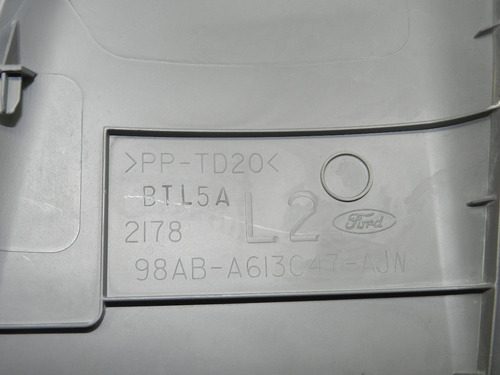 >PP-TD20<
BTL5A
2178
L2
Ford
98AB-A613C47-AJN